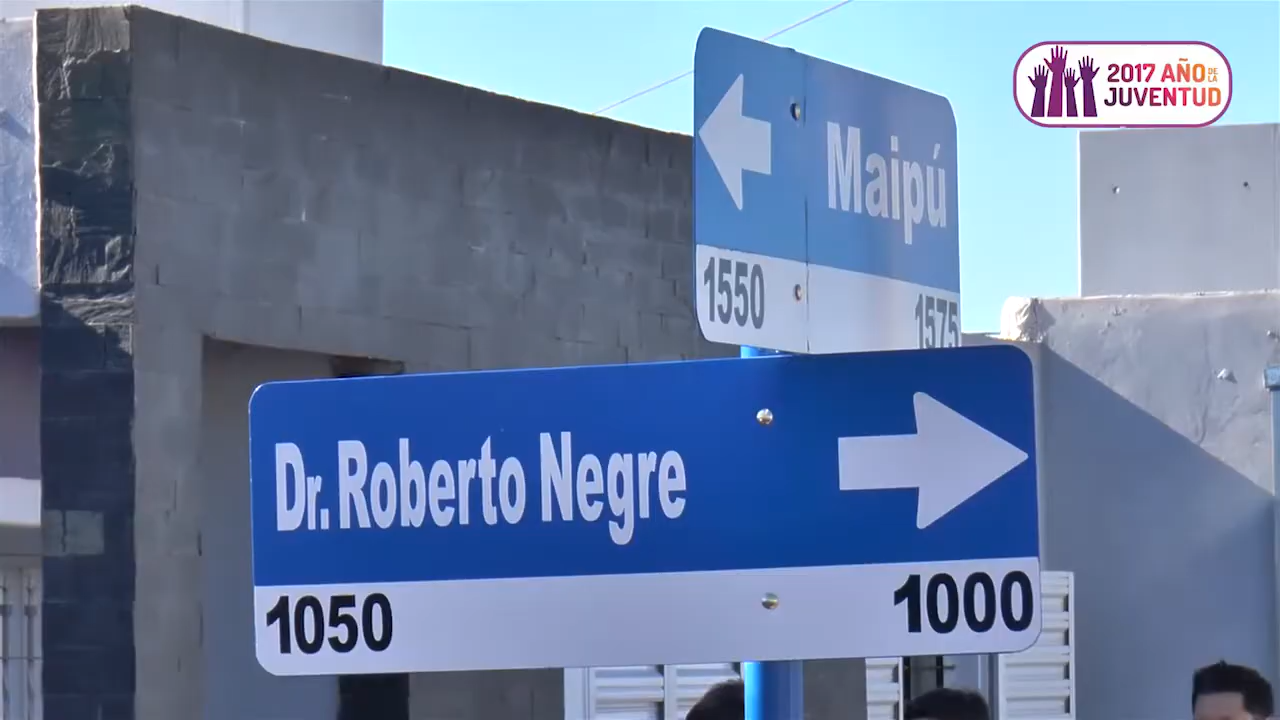 2017 AÑO DE LA
JUVENTUD
Maipú
1550 1575
Dr. Roberto Negre
1050 1000